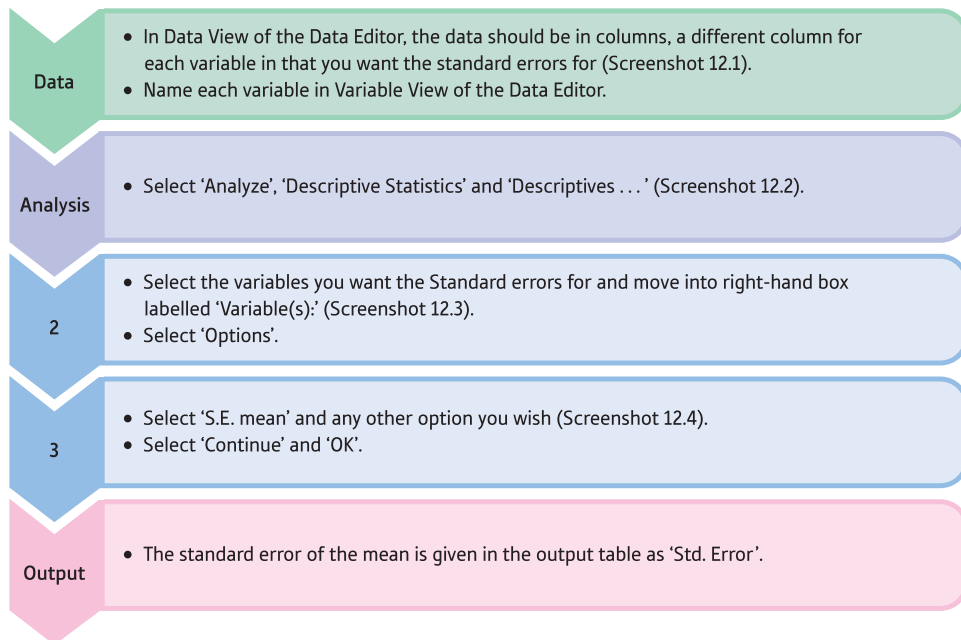 Data
• In Data View of the Data Editor, the data should be in columns, a different column for
each variable in that you want the standard errors for (Screenshot 12.1).
• Name each variable in Variable View of the Data Editor.
Analysis
• Select ‘Analyze’, ‘Descriptive Statistics’ and ‘Descriptives . . . ’ (Screenshot 12.2).
2
• Select the variables you want the Standard errors for and move into right-hand box
labelled ‘Variable(s):’ (Screenshot 12.3).
• Select ‘Options’.
3
• Select ‘S.E. mean’ and any other option you wish (Screenshot 12.4).
• Select ‘Continue’ and ‘OK’.
Output
• The standard error of the mean is given in the output table as ‘Std. Error’.